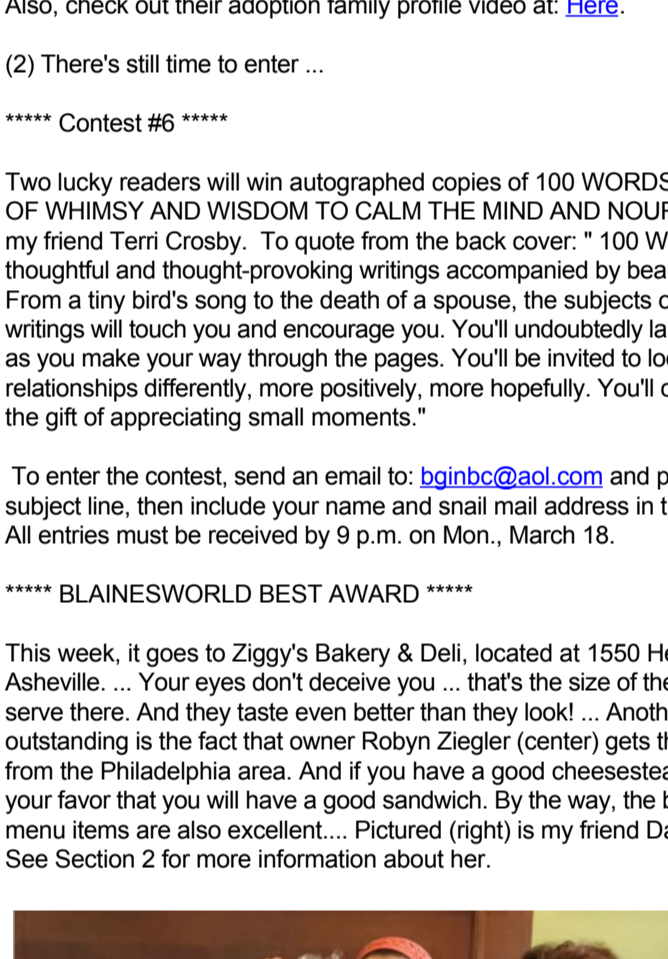 Also, check out their adoption family profile video at: Here.
(2) There's still time to enter ...
***** Contest #6 *****
Two lucky readers will win autographed copies of 100 WORDS
OF WHIMSY AND WISDOM TO CALM THE MIND AND
my friend Terri Crosby.  To quote from the back cover: " 100
thoughtful and thought-provoking writings accompanied by
From a tiny bird's song to the death of a spouse, the subjects
writings will touch you and encourage you. You'll undoubtedly
as you make your way through the pages. You'll be invited to
relationships differently, more positively, more hopefully. You'll
the gift of appreciating small moments."
To enter the contest, send an email to: bginbc@aol.com and
subject line, then include your name and snail mail address in
All entries must be received by 9 p.m. on Mon., March 18.
***** BLAINESWORLD BEST AWARD *****
This week, it goes to Ziggy's Bakery & Deli, located at 1550
Asheville. ... Your eyes don't deceive you ... that's the size of
serve there. And they taste even better than they look! ...
outstanding is the fact that owner Robyn Ziegler (center) gets
from the Philadelphia area. And if you have a good
your favor that you will have a good sandwich. By the way, the
menu items are also excellent.... Pictured (right) is my friend
See Section 2 for more information about her.